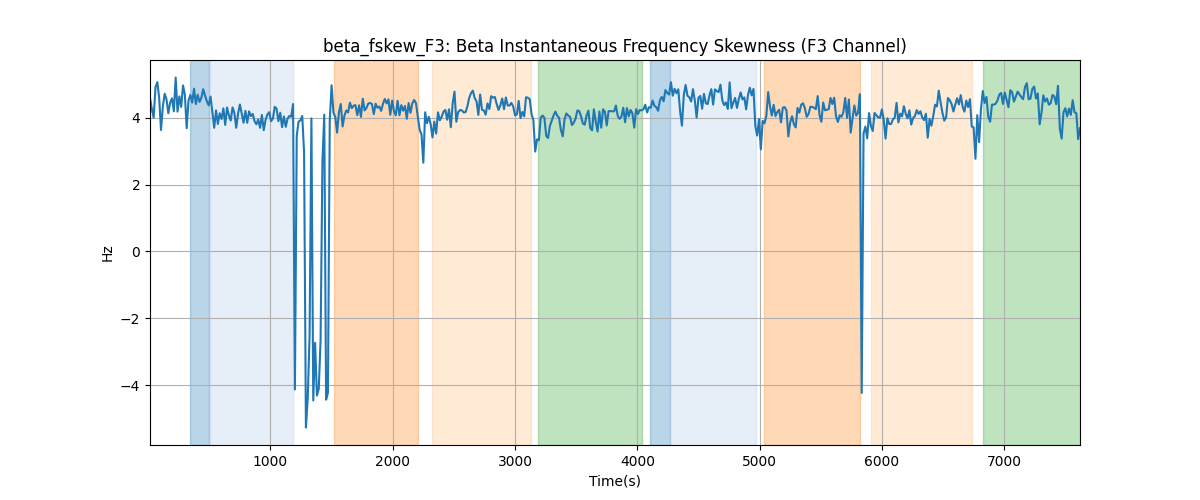 beta_fskew_F3: Beta Instantaneous Frequency Skewness (F3 Channel)
4
2
0
−2
−4
Hz
1000 2000 3000 4000 5000 6000 7000
Time(s)